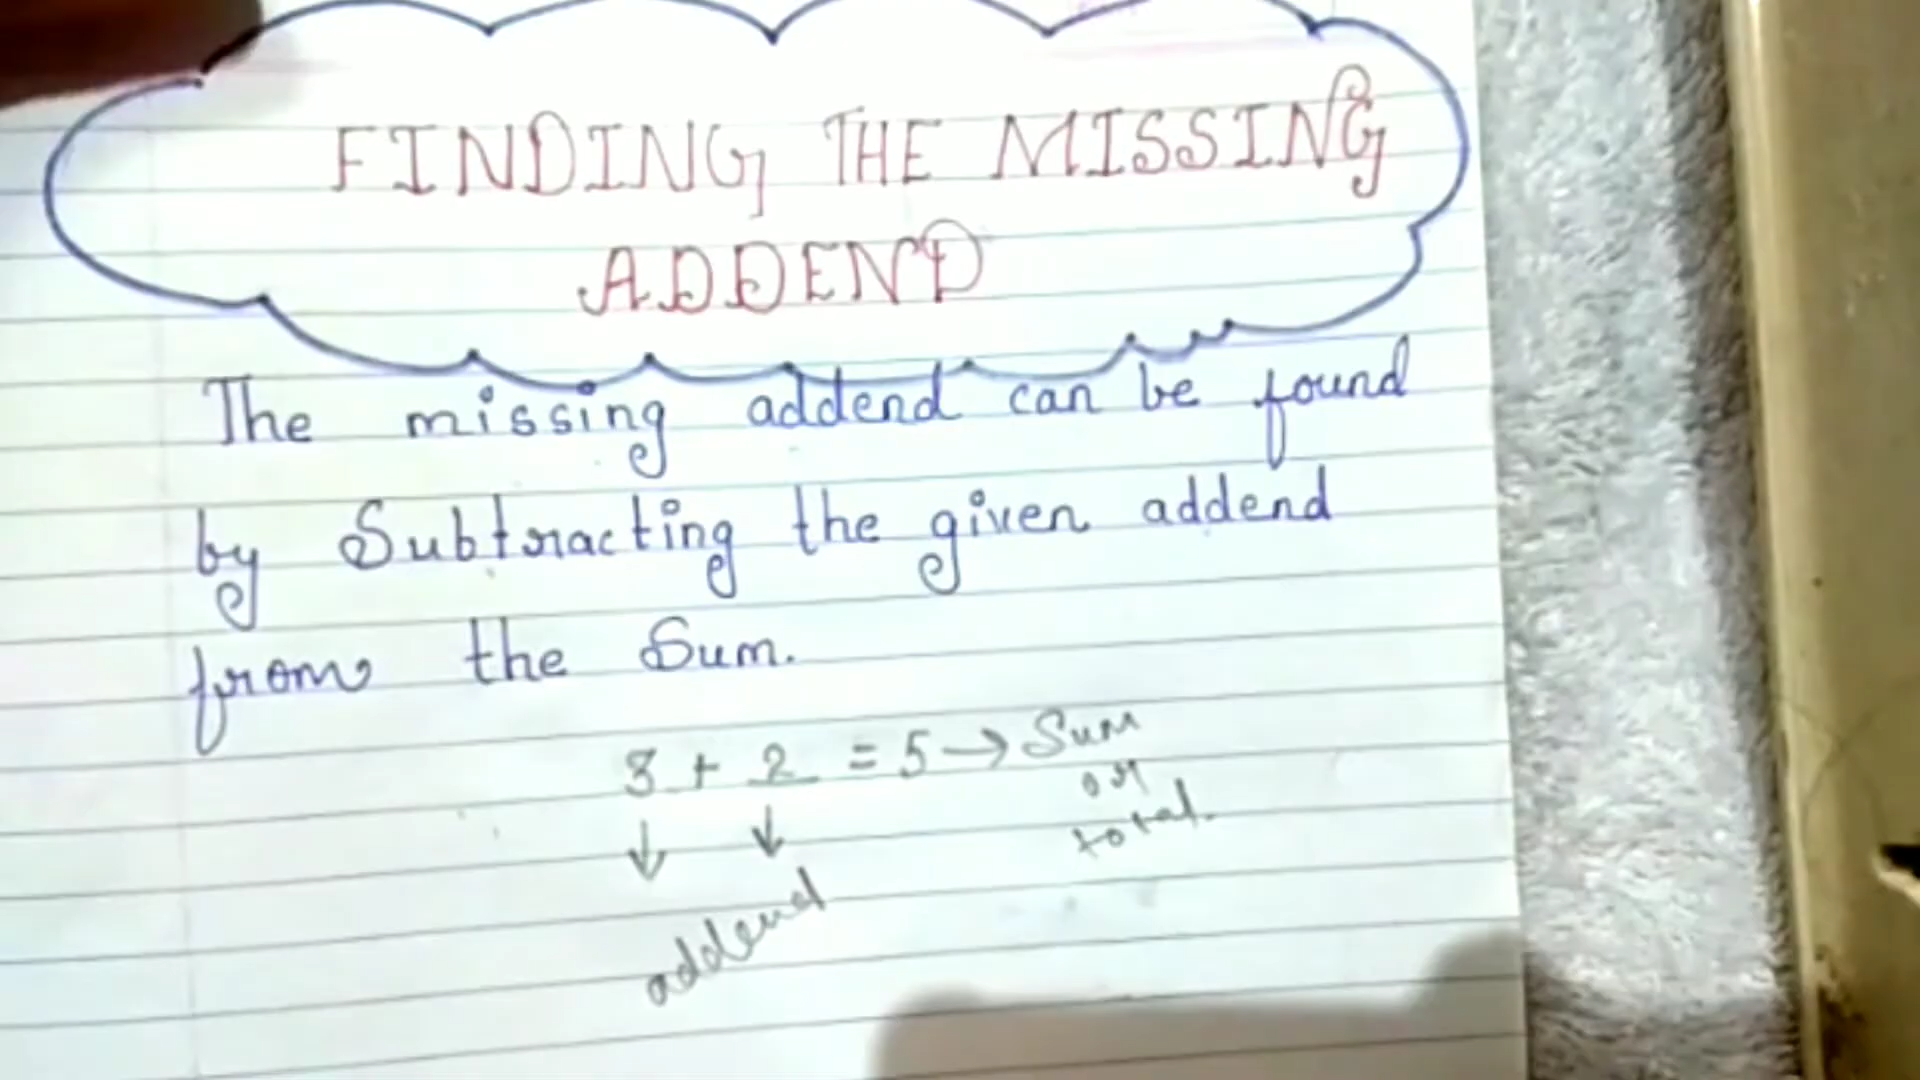 FINDING THE MISSING
ADDEND
The missing addend can be found
by Subtracting the given addend
from the Sum.
3 + 2 = 5 → Sum
or
total.
↓ ↓
addend